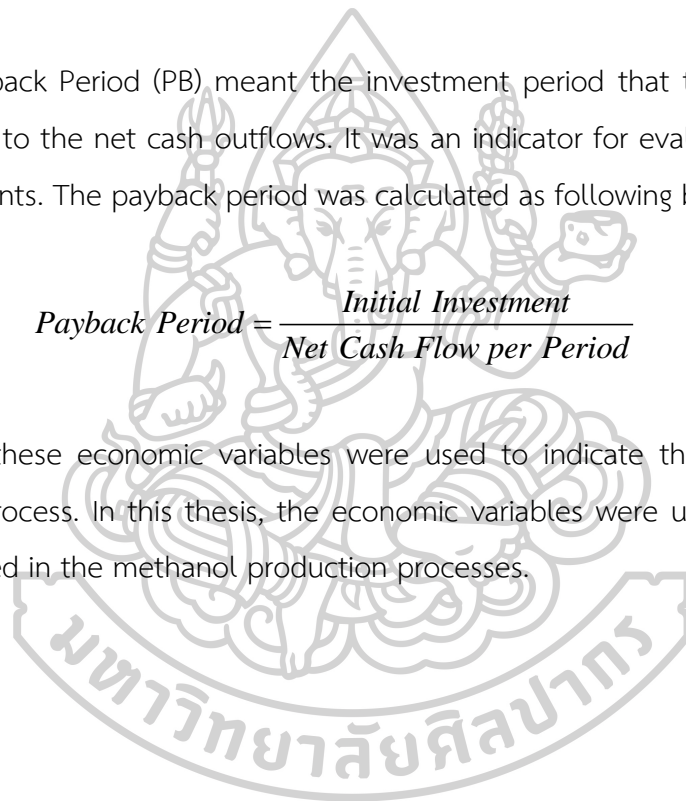 back Period (PB) meant the investment period that t
to the net cash outflows. It was an indicator for eva
nts. The payback period was calculated as following b
Payback Period = Initial Investment / Net Cash Flow per Period
these economic variables were used to indicate th
rocess. In this thesis, the economic variables were u
ed in the methanol production processes.
มหาวิทยาลัยศิลปากร